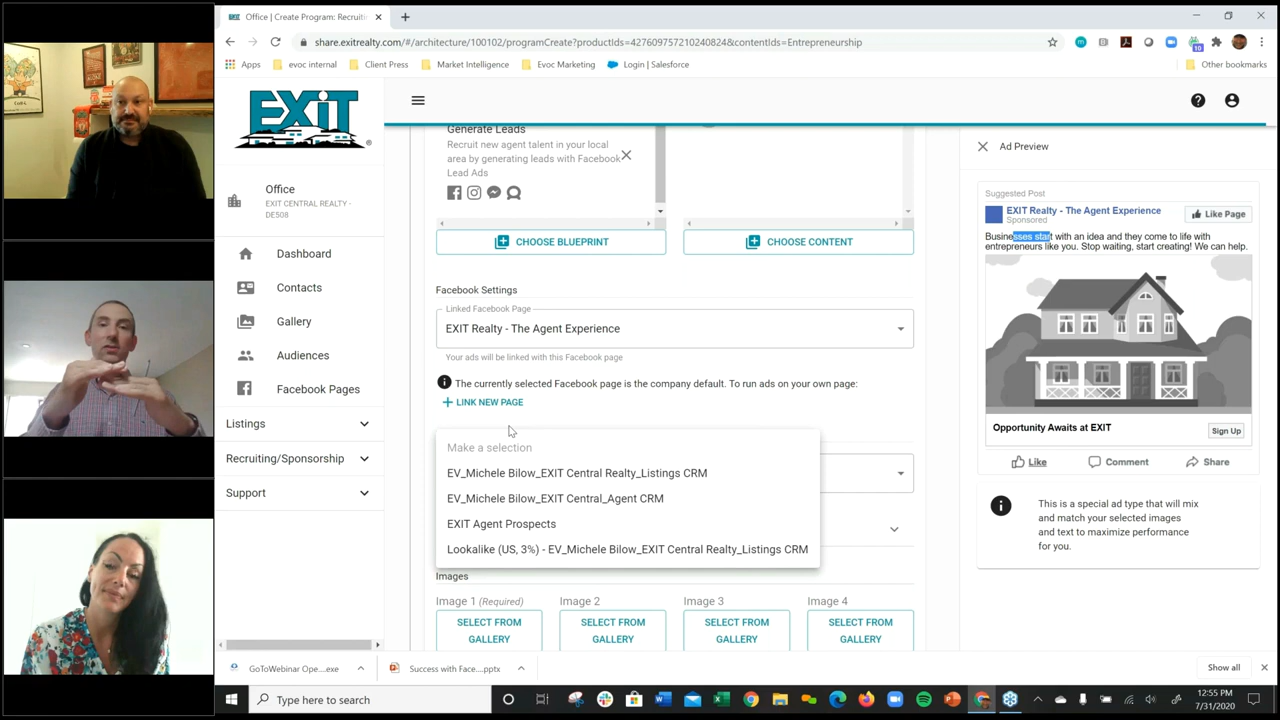 Office | Create Program: Recruiti
share.exitrealty.com/#/architecture/100102/programCreate?productIds=427609757210240824&contentIds=Entrepreneurship
10
Apps
evoc internal
Client Press
Market Intelligence
Evoc Marketing
Login | Salesforce
Other bookmarks
EXIT
Office
EXIT CENTRAL REALTY -
DE508
Dashboard
Contacts
Gallery
Audiences
Facebook Pages
Listings
Recruiting/Sponsorship
Support
Generate Leads
Recruit new agent talent in your local
area by generating leads with Facebook
Lead Ads
CHOOSE BLUEPRINT
CHOOSE CONTENT
Facebook Settings
Linked Facebook Page
EXIT Realty - The Agent Experience
Your ads will be linked with this Facebook page
The currently selected Facebook page is the company default. To run ads on your own page:
+ LINK NEW PAGE
Make a selection
EV_Michele Bilow_EXIT Central Realty_Listings CRM
EV_Michele Bilow_EXIT Central_Agent CRM
EXIT Agent Prospects
Lookalike (US, 3%) - EV_Michele Bilow_EXIT Central Realty_Listings CRM
Images
Image 1 (Required)
Image 2
Image 3
Image 4
SELECT FROM
GALLERY
SELECT FROM
GALLERY
SELECT FROM
GALLERY
SELECT FROM
GALLERY
Ad Preview
Suggested Post
EXIT Realty - The Agent Experience
Sponsored
Like Page
Businesses start with an idea and they come to life with
entrepreneurs like you. Stop waiting, start creating! We can help.
Opportunity Awaits at EXIT
Sign Up
Like
Comment
Share
This is a special ad type that will mix
and match your selected images
and text to maximize performance
for you.
GoToWebinar Ope....exe
Success with Face....pptx
Show all
Type here to search
12:55 PM
7/31/2020